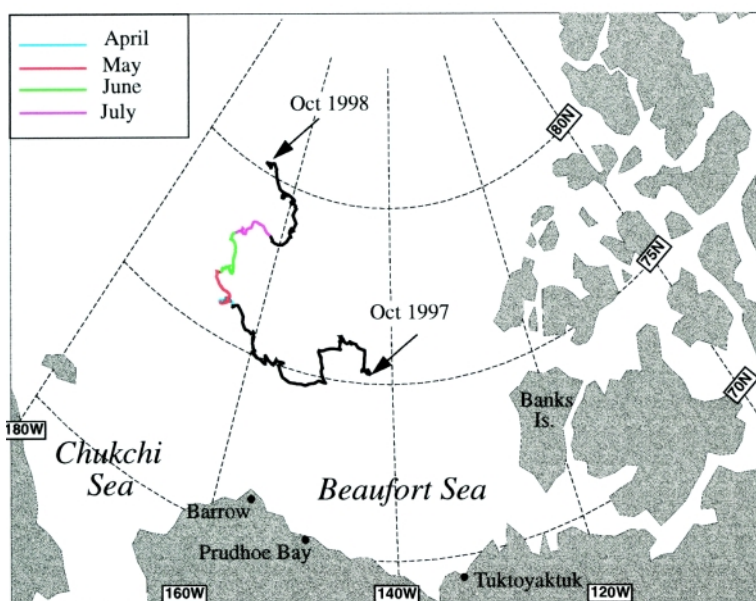 April
May
June
July
Oct 1998
80N
75N
Oct 1997
70N
Banks
Is.
180W
Chukchi
Sea
Beaufort Sea
Barrow
Prudhoe Bay
Tuktoyaktuk
160W
140W
120W